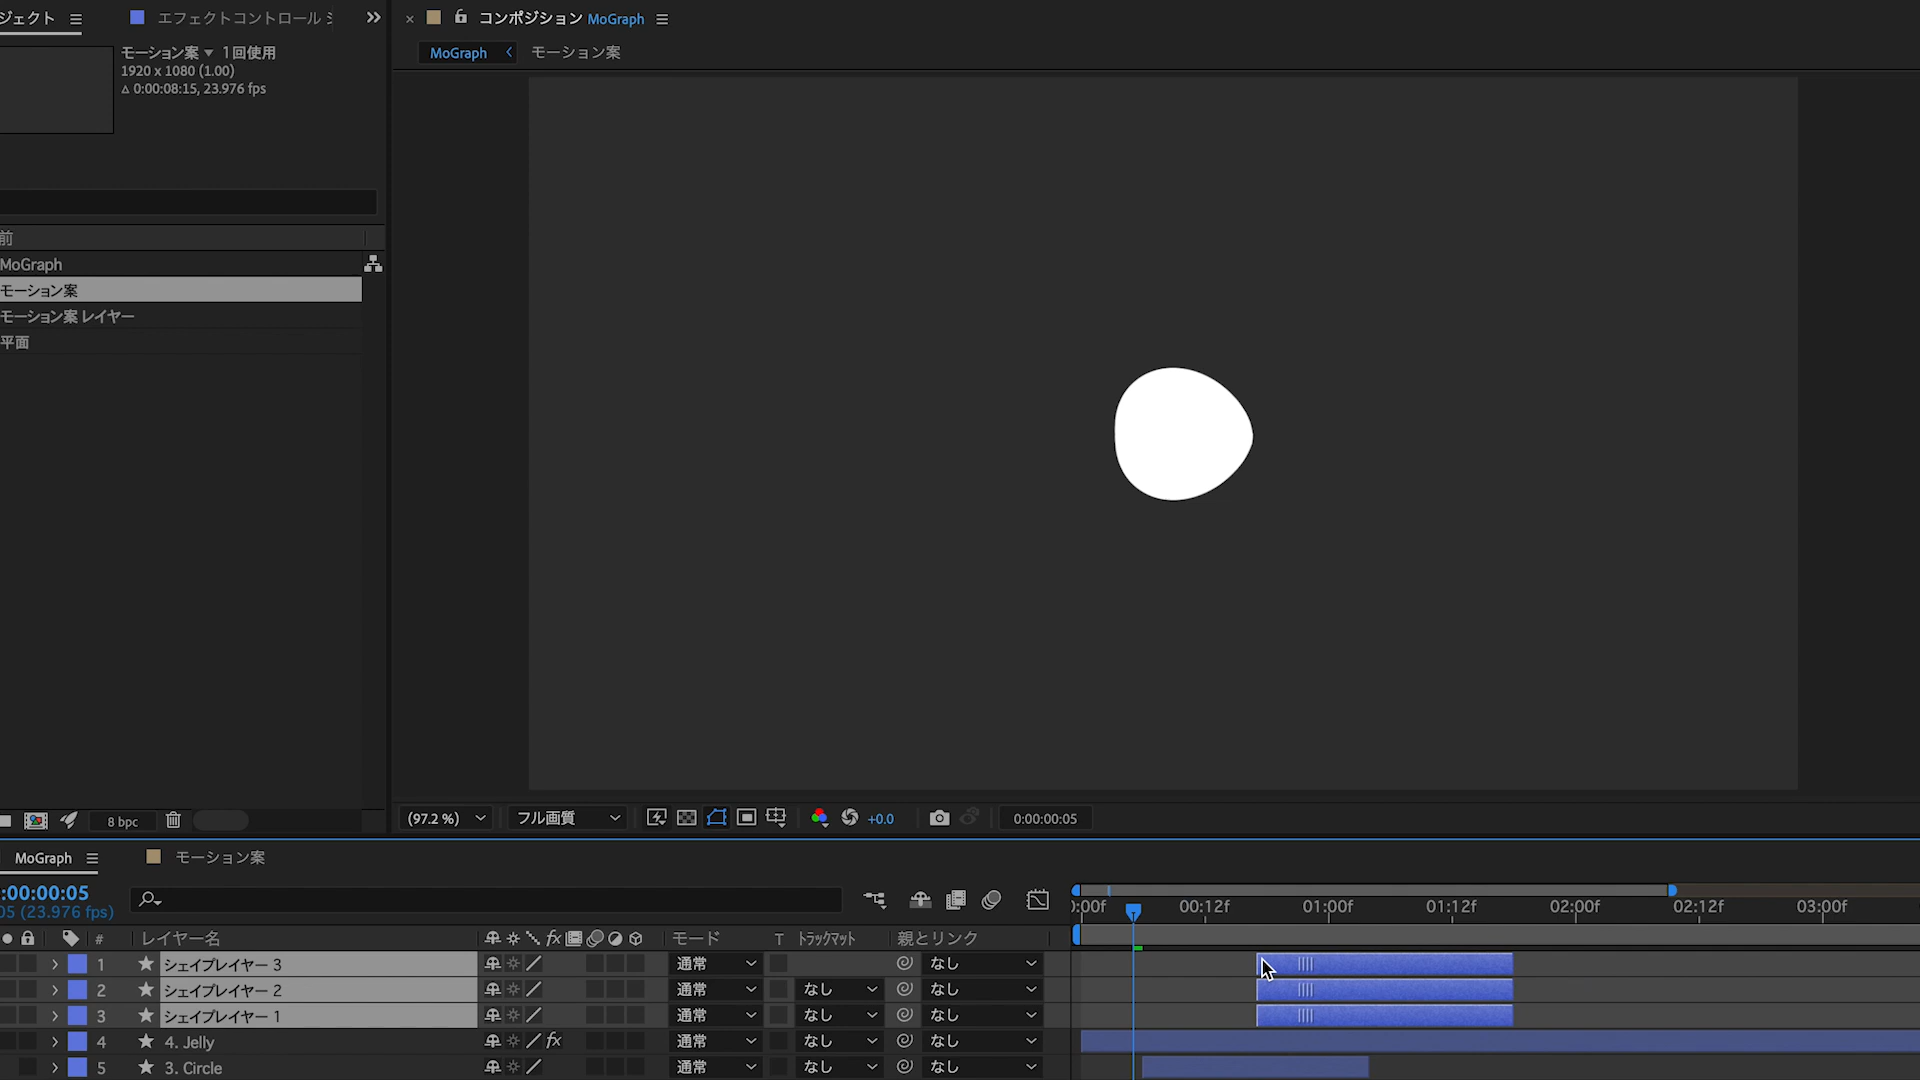 ジェクト
エフェクトコントロール
コンポジション MoGraph
MoGraph
モーション案
モーション案 1回使用
1920 x 1080 (1.00)
Δ 0:00:08:15, 23.976 fps
前
MoGraph
モーション案
モーション案 レイヤー
平面
8 bpc
(97.2 %)
フル画質
+0.0
0:00:00:05
MoGraph
モーション案
:00:00:05
05 (23.976 fps)
):00f 00:12f 01:00f 01:12f 02:00f 02:12f 03:00f
# レイヤー名 fx モード T トラックマット 親とリンク
1 シェイプレイヤー 3 通常 なし
2 シェイプレイヤー 2 通常 なし なし
3 シェイプレイヤー 1 通常 なし なし
4 4. Jelly fx 通常 なし なし
5 3. Circle 通常 なし なし